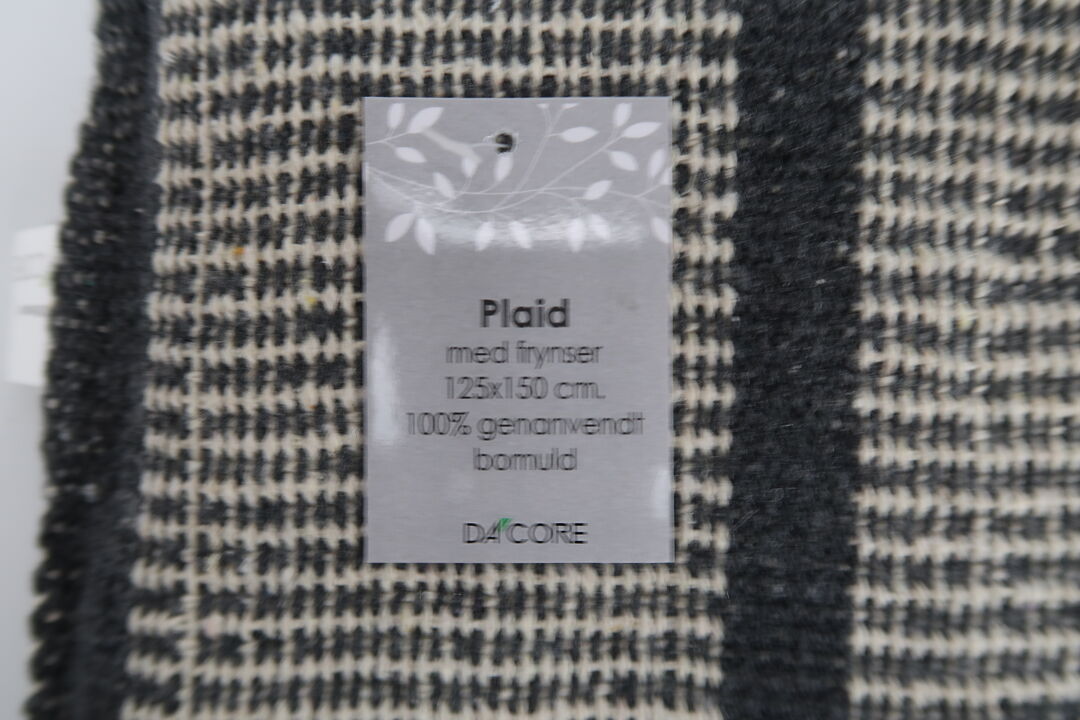 Plaid
med frynser
125x150 cm.
100% genanvendt
bomuld
DA'CORE